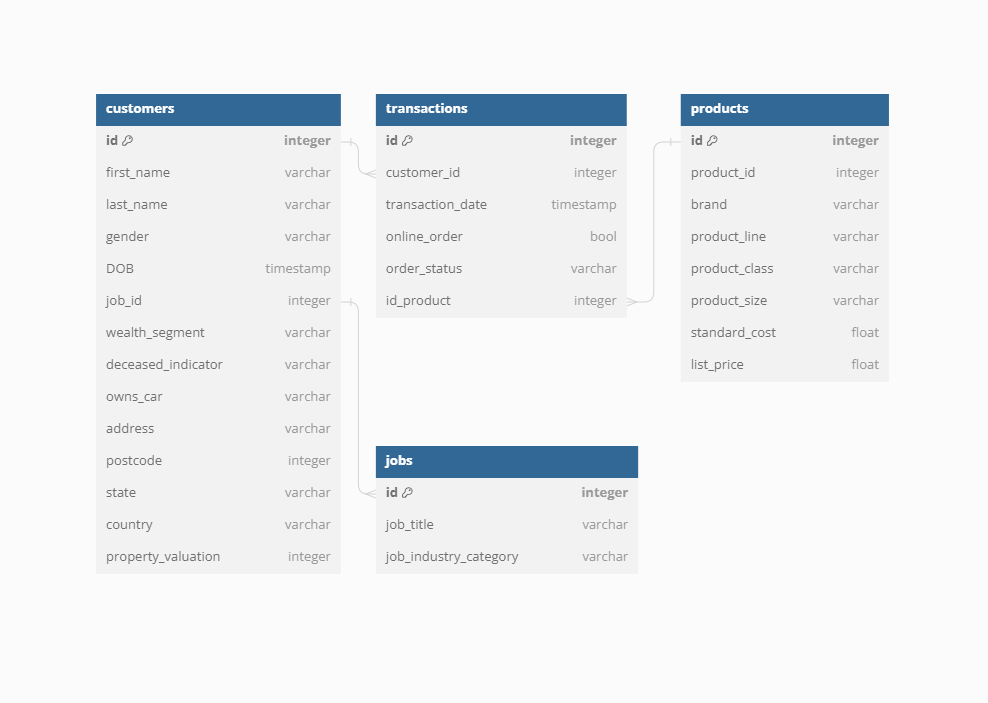 customers
id integer
first_name varchar
last_name varchar
gender varchar
DOB timestamp
job_id integer
wealth_segment varchar
deceased_indicator varchar
owns_car varchar
address varchar
postcode integer
state varchar
country varchar
property_valuation integer
transactions
id integer
customer_id integer
transaction_date timestamp
online_order bool
order_status varchar
id_product integer
products
id integer
product_id integer
brand varchar
product_line varchar
product_class varchar
product_size varchar
standard_cost float
list_price float
jobs
id integer
job_title varchar
job_industry_category varchar